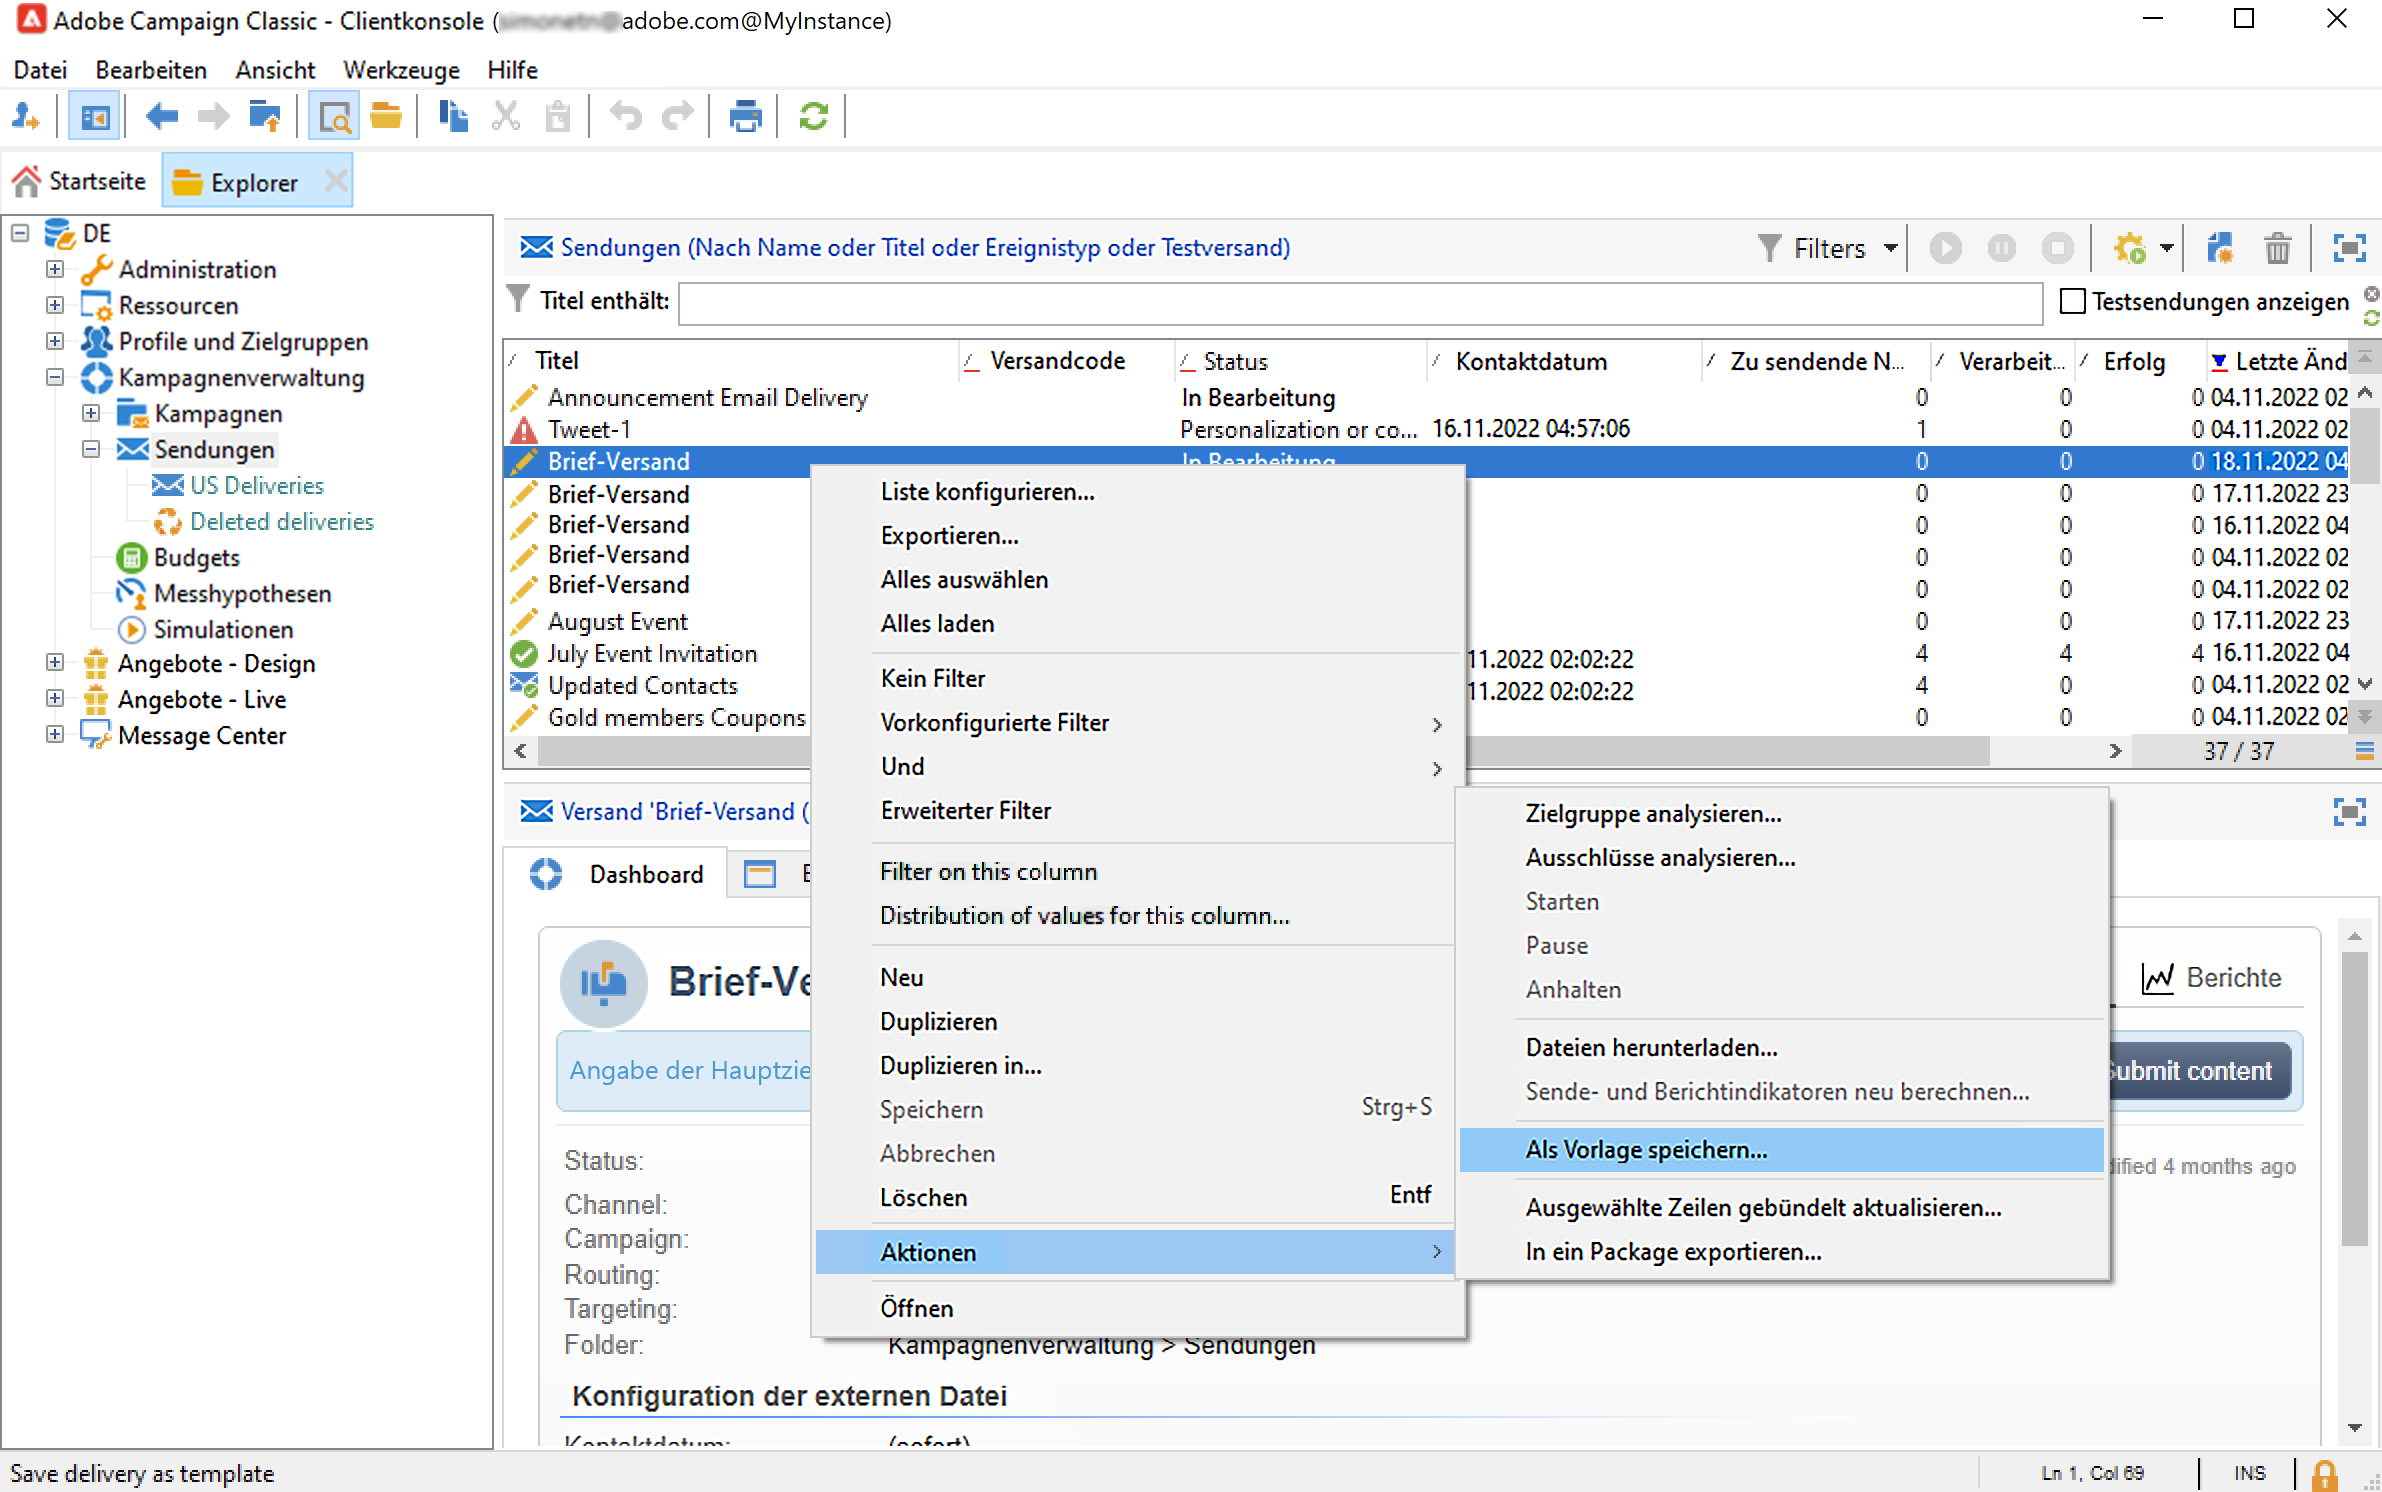 Adobe Campaign Classic - Clientkonsole (adobe.com@MyInstance)
Datei Bearbeiten Ansicht Werkzeuge Hilfe
Startseite Explorer
DE
Administration
Ressourcen
Profile und Zielgruppen
Kampagnenverwaltung
Kampagnen
Sendungen
US Deliveries
Deleted deliveries
Budgets
Messhypothesen
Simulationen
Angebote - Design
Angebote - Live
Message Center
Sendungen (Nach Name oder Titel oder Ereignistyp oder Testversand) Filters
Titel enthält: Testsendungen anzeigen
Titel Versandcode Status Kontaktdatum Zu sendende N... Verarbeit... Erfolg Letzte Änd
Announcement Email Delivery In Bearbeitung 0 0 0 04.11.2022 02
Tweet-1 Personalization or co... 16.11.2022 04:57:06 1 0 0 04.11.2022 02
Brief-Versand In Bearbeitung 0 0 0 18.11.2022 04
Brief-Versand 0 0 0 17.11.2022 23
Brief-Versand 0 0 0 16.11.2022 04
Brief-Versand 0 0 0 04.11.2022 02
Brief-Versand 0 0 0 04.11.2022 02
August Event 0 0 0 17.11.2022 23
July Event Invitation 11.2022 02:02:22 4 4 4 16.11.2022 04
Updated Contacts 11.2022 02:02:22 4 0 0 04.11.2022 02
Gold members Coupons 0 0 0 04.11.2022 02
37 / 37
Liste konfigurieren...
Exportieren...
Alles auswählen
Alles laden
Kein Filter
Vorkonfigurierte Filter
Und
Erweiterter Filter
Filter on this column
Distribution of values for this column...
Neu
Duplizieren
Duplizieren in...
Speichern Strg+S
Abbrechen
Löschen Entf
Aktionen
Öffnen
Zielgruppe analysieren...
Ausschlüsse analysieren...
Starten
Pause
Anhalten
Dateien herunterladen...
Sende- und Berichtindikatoren neu berechnen...
Als Vorlage speichern...
Ausgewählte Zeilen gebündelt aktualisieren...
In ein Package exportieren...
Versand 'Brief-Versand (
Dashboard
Brief-Ve
Berichte
Angabe der Hauptzie
Submit content
Status: dified 4 months ago
Channel:
Campaign:
Routing:
Targeting:
Folder: Kampagnenverwaltung > Sendungen
Konfiguration der externen Datei
Kontaktdatum: (sofort)
Save delivery as template Ln 1, Col 69 INS